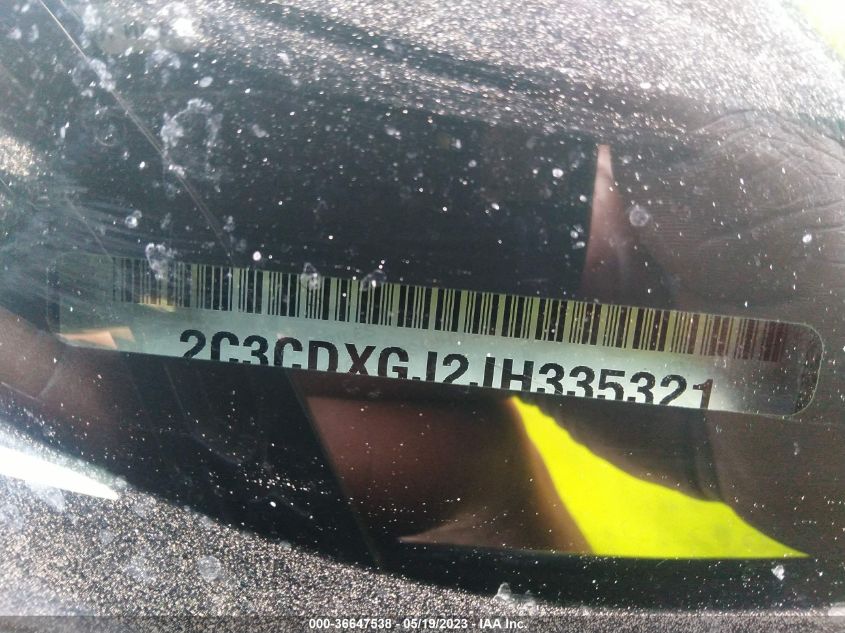 2C3CDXGJ2JH335321
000-36647538 - 05/19/2023 - IAA Inc.